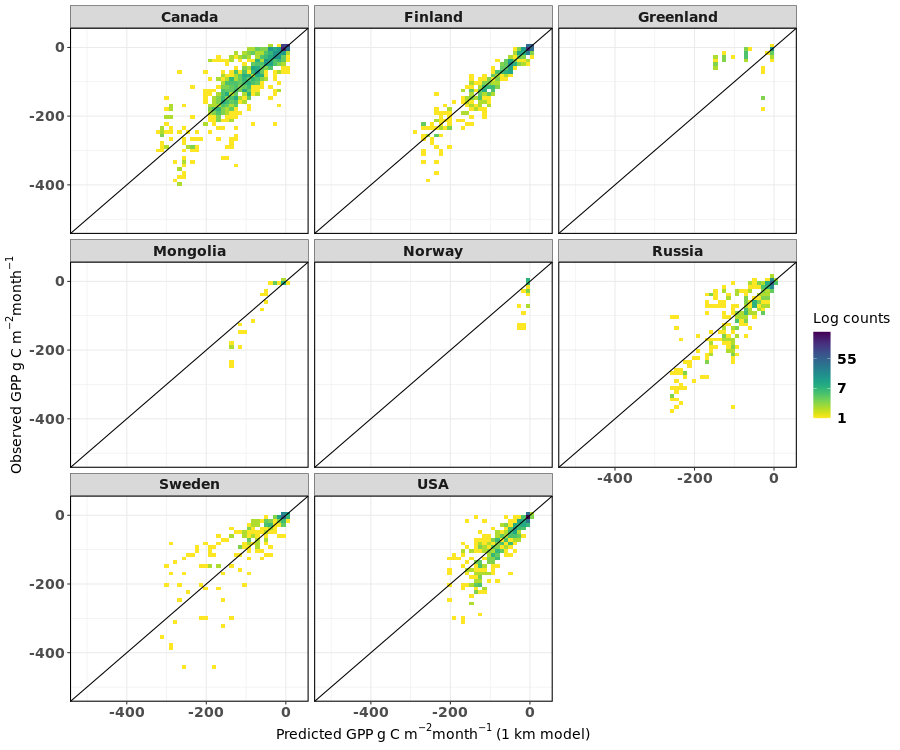 Canada
Finland
Greenland
0
-200
-400
Mongolia
Norway
Russia
0
-200
-400
-400 -200 0
Sweden
USA
0
-200
-400
-400 -200 0
-400 -200 0
Observed GPP g C m⁻²month⁻¹
Predicted GPP g C m⁻²month⁻¹ (1 km model)
Log counts
55
7
1